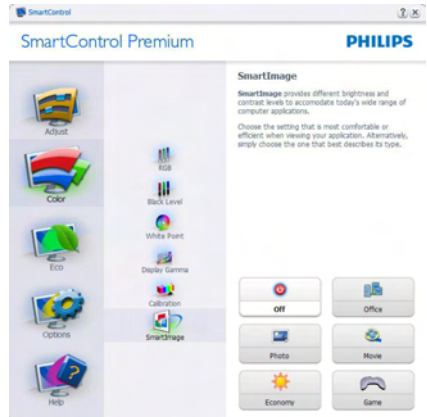 SmartControl
SmartControl Premium
PHILIPS
Adjust
Color
Eco
Options
Help
RGB
Black Level
White Point
Display Gamma
Calibration
SmartImage
SmartImage
SmartImage provides different brightness and
contrast levels to accomodate today's wide range of
computer applications.
Choose the setting that is most comfortable or
efficient when viewing your application. Alternatively,
simply choose the one that best describes its type.
Off
Office
Photo
Movie
Economy
Game